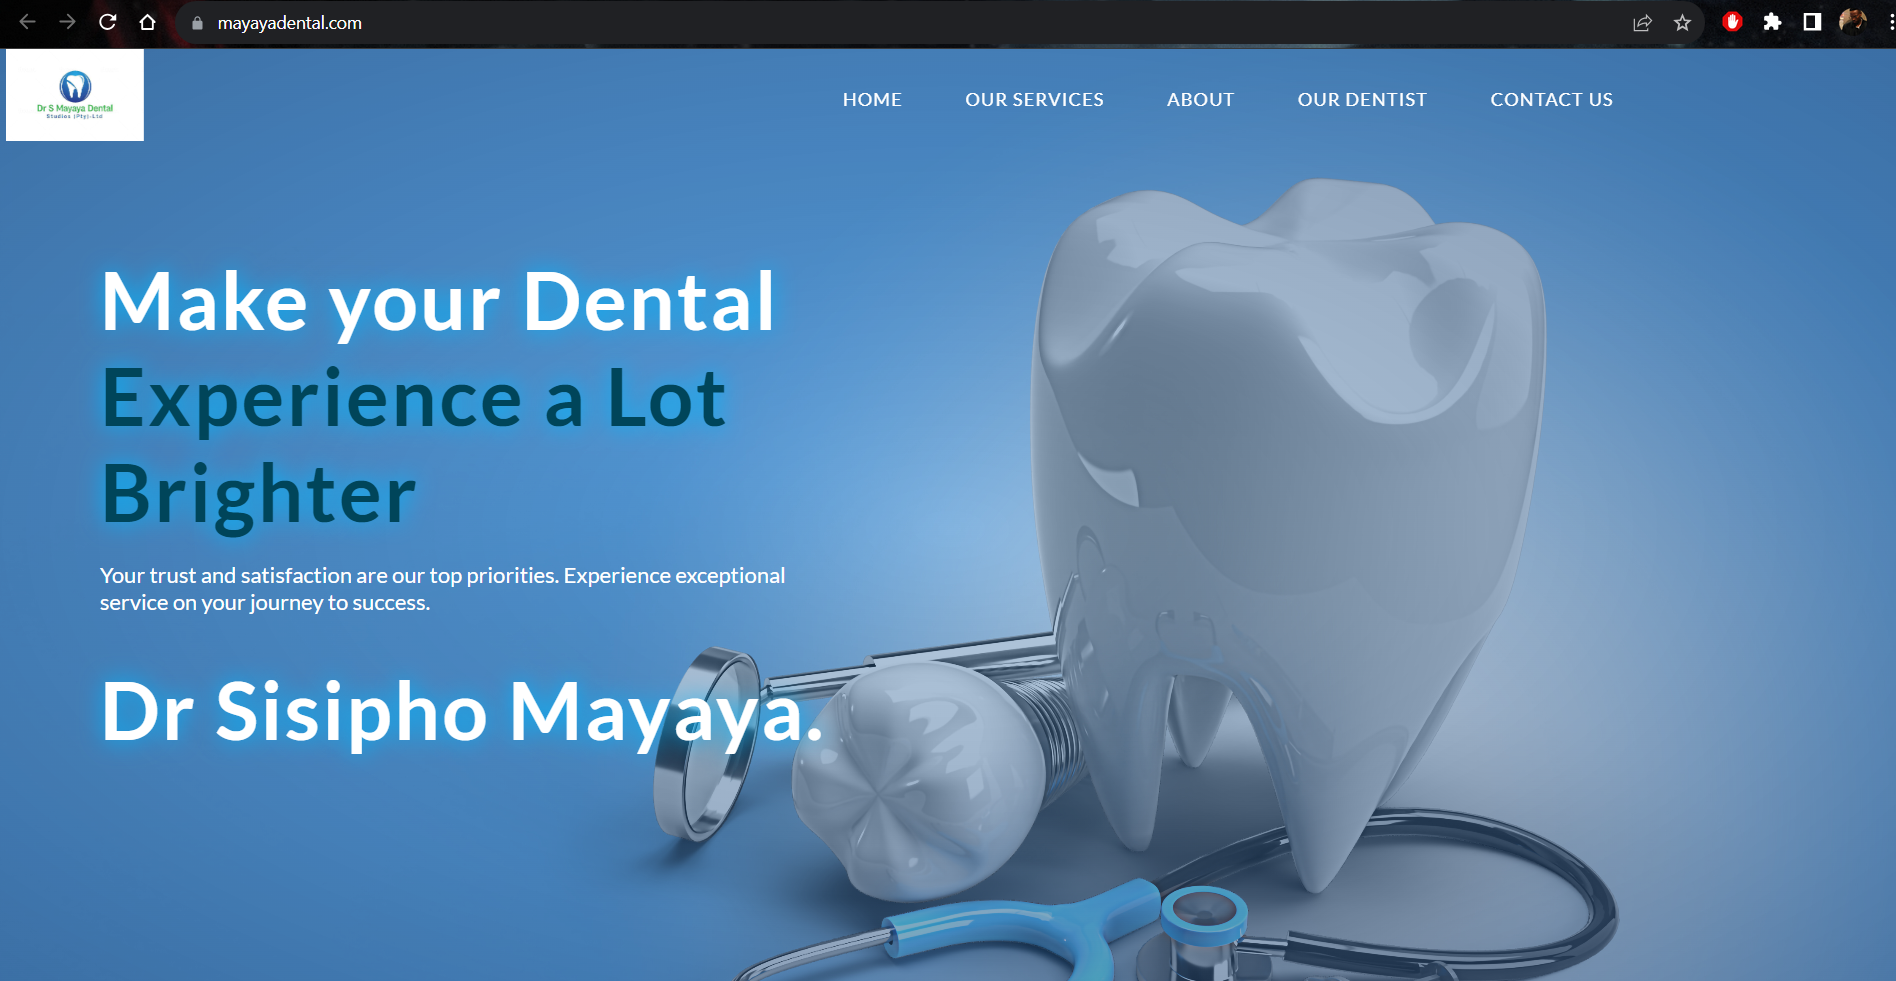 mayayadental.com
Dr S Mayaya Dental
Studios (Pty)-Ltd
HOME
OUR SERVICES
ABOUT
OUR DENTIST
CONTACT US
Make your Dental
Experience a Lot
Brighter
Your trust and satisfaction are our top priorities. Experience exceptional
service on your journey to success.
Dr Sisipho Mayaya.